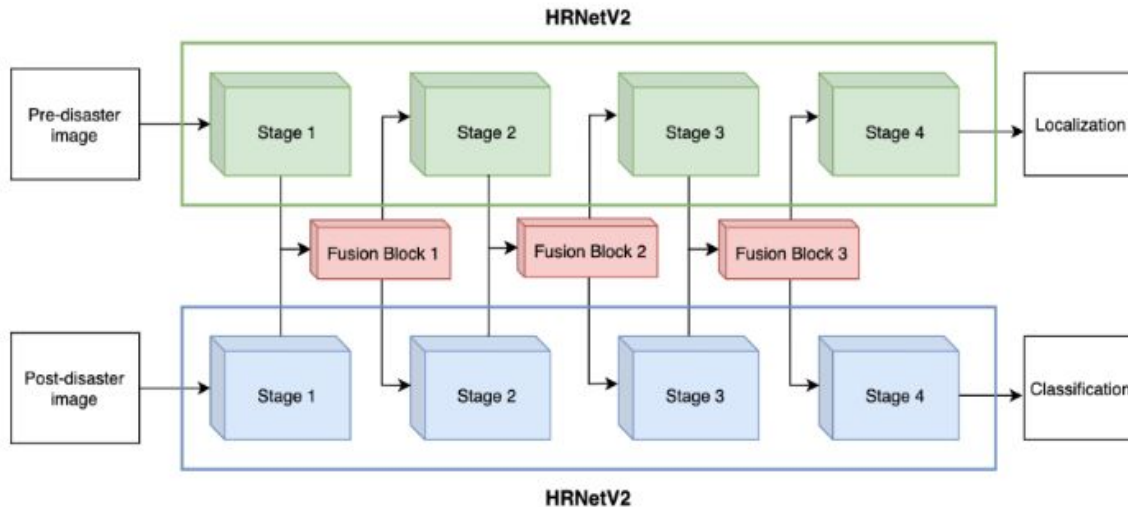 HRNetV2
Pre-disaster
image
Stage 1
Stage 2
Stage 3
Stage 4
Localization
Fusion Block 1
Fusion Block 2
Fusion Block 3
Post-disaster
image
Stage 1
Stage 2
Stage 3
Stage 4
Classification
HRNetV2